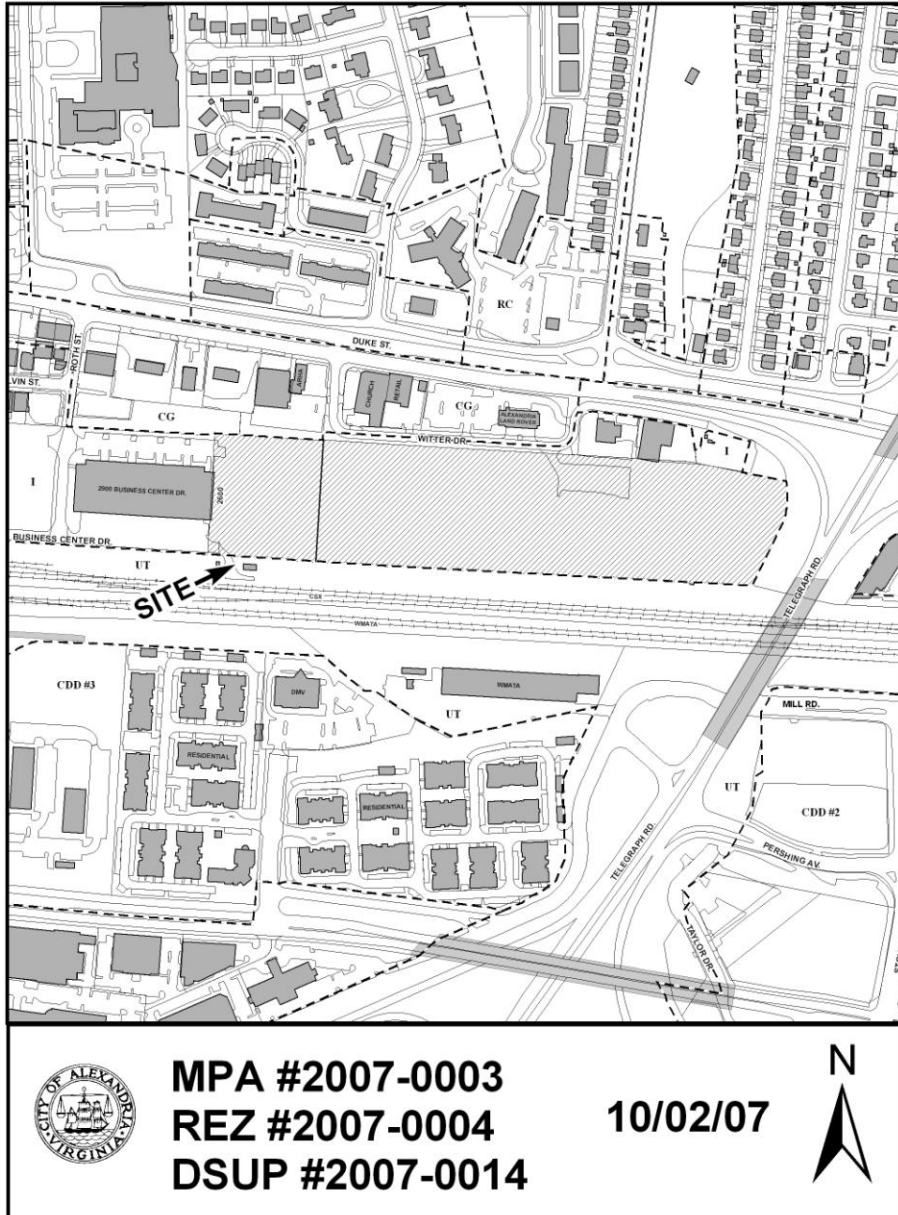 RC
DUKE ST.
ROTH ST.
VIN ST.
CG
ARHA
CHURCH
RETAIL
CG
ALEXANDRIA
LAND ROVER
WITTER DR.
I
I
2900 BUSINESS CENTER DR.
2600
BUSINESS CENTER DR.
UT
SITE
CSX
WMATA
TELEGRAPH RD.
CDD #3
DMV
WMATA
UT
MILL RD.
RESIDENTIAL
RESIDENTIAL
UT
CDD #2
TELEGRAPH RD.
PERSHING AV.
TAYLOR DR.
CITY OF ALEXANDRIA
VIRGINIA
MPA #2007-0003
REZ #2007-0004
DSUP #2007-0014
10/02/07
N